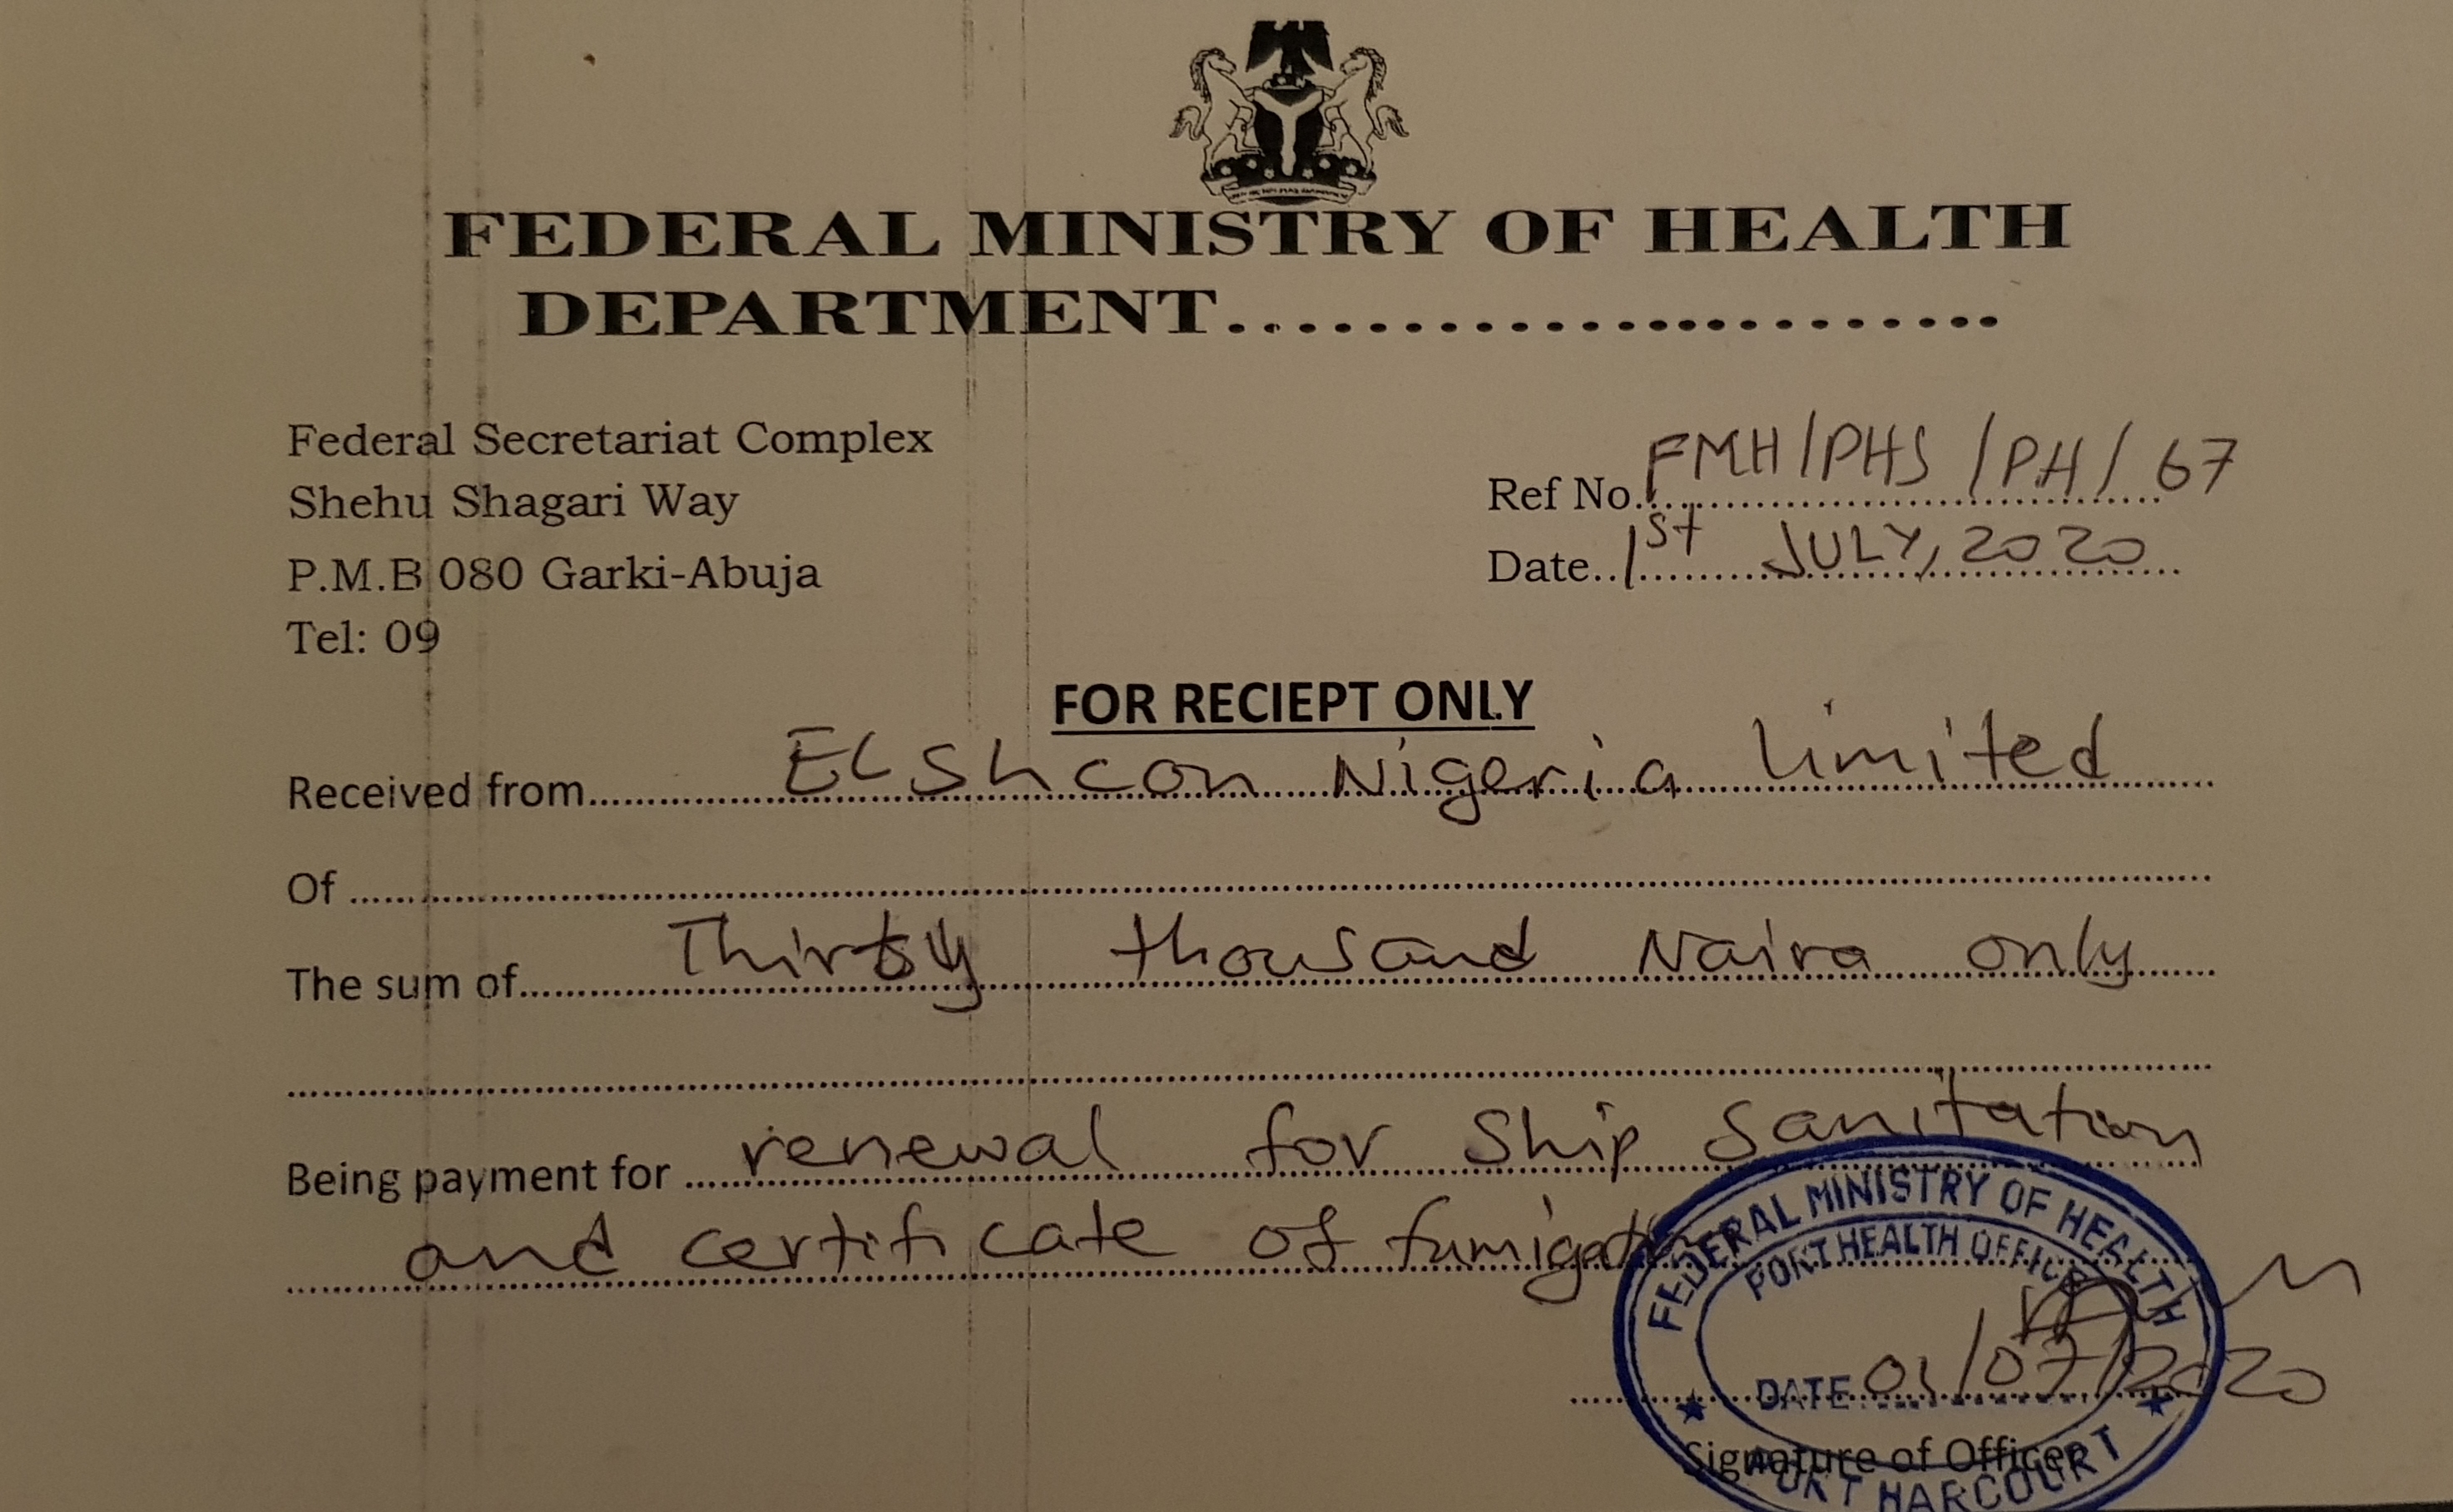 FEDERAL MINISTRY OF HEALTH
DEPARTMENT...............................
Federal Secretariat Complex
Shehu Shagari Way
P.M.B 080 Garki-Abuja
Tel: 09
Ref No. FMH/PHS/PH/67
Date.. 1st JULY, 2020
FOR RECIEPT ONLY
Received from ELshcon Nigeria limited
Of
The sum of Thirty thousand Naira only
Being payment for renewal for Ship Sanitation
and certificate of fumigation
FEDERAL MINISTRY OF HEALTH
PORT HEALTH OFFICE
DATE: 01/07/2020
Signature of Officer
PORT HARCOURT